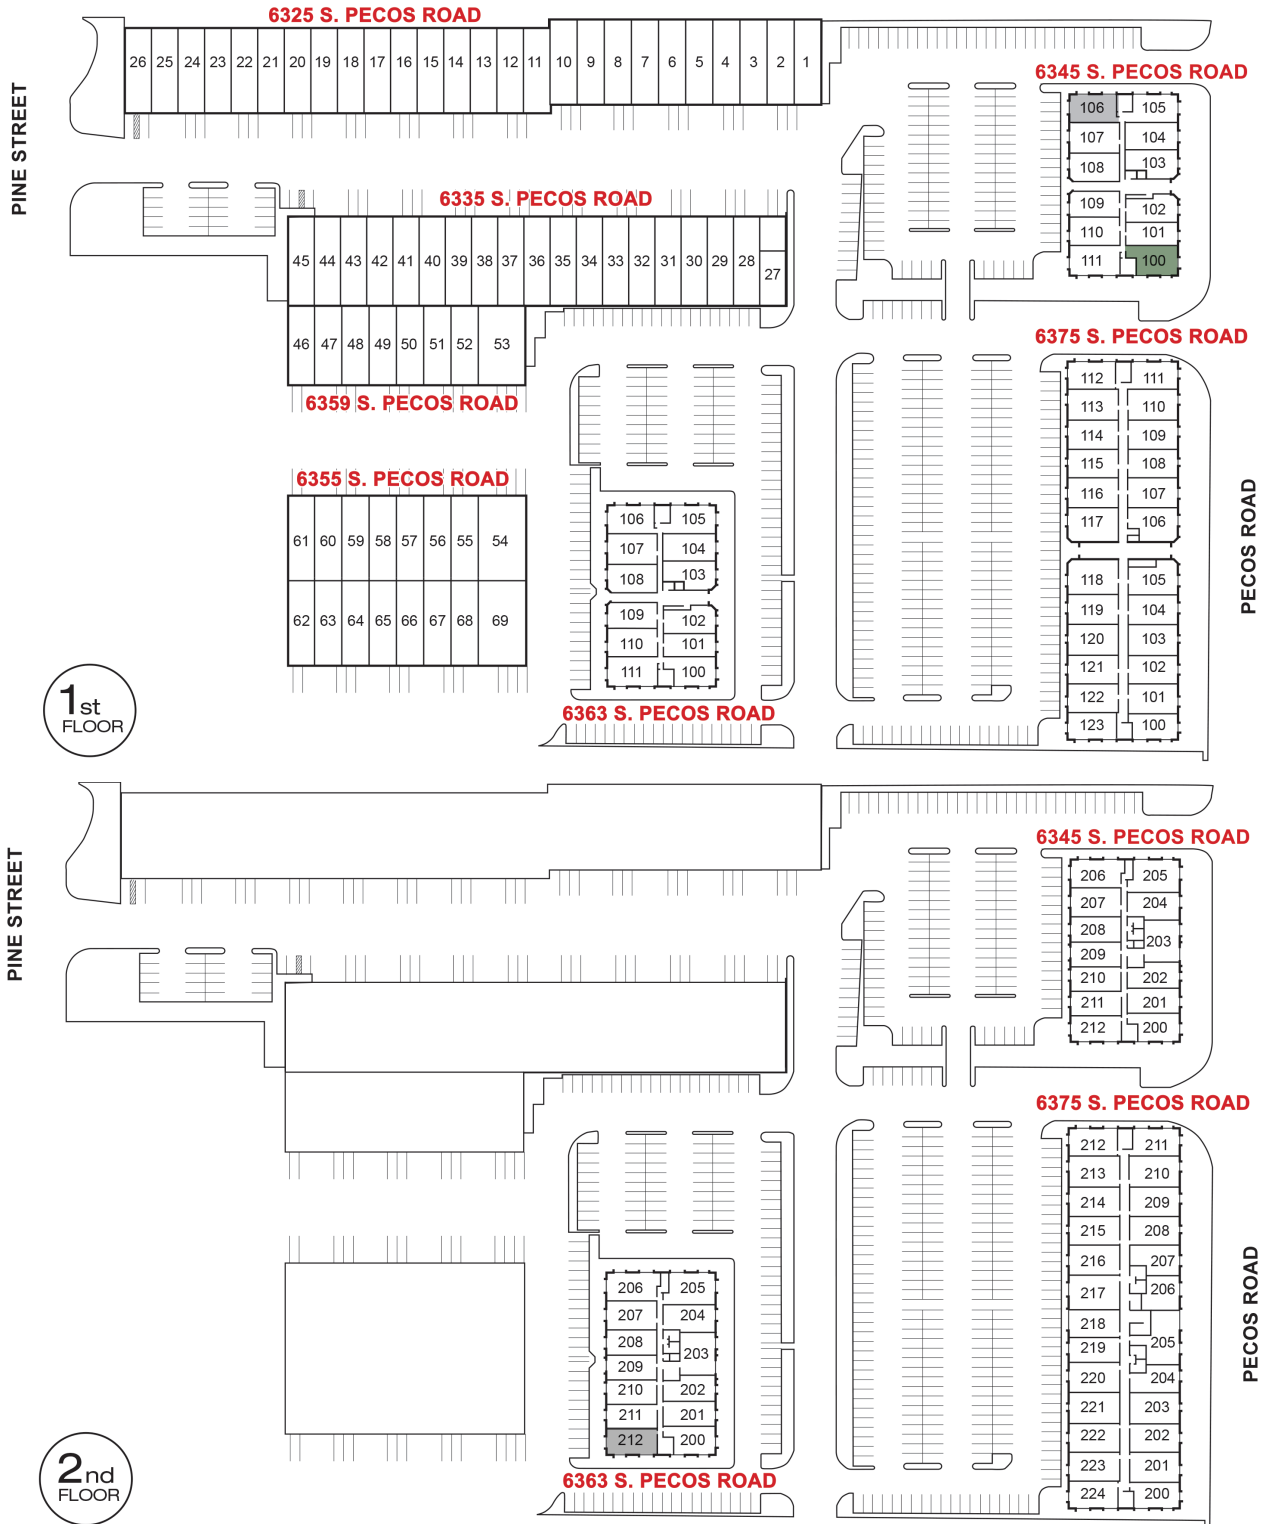 6325 S. PECOS ROAD
26 25 24 23 22 21 20 19 18 17 16 15 14 13 12 11 10 9 8 7 6 5 4 3 2 1
PINE STREET
6345 S. PECOS ROAD
106 105
107 104
108 103
109 102
110 101
111 100
6335 S. PECOS ROAD
45 44 43 42 41 40 39 38 37 36 35 34 33 32 31 30 29 28 27
46 47 48 49 50 51 52 53
6359 S. PECOS ROAD
6375 S. PECOS ROAD
112 111
113 110
114 109
115 108
116 107
117 106
118 105
119 104
120 103
121 102
122 101
123 100
PECOS ROAD
6355 S. PECOS ROAD
61 60 59 58 57 56 55 54
62 63 64 65 66 67 68 69
106 105
107 104
108 103
109 102
110 101
111 100
6363 S. PECOS ROAD
1st
FLOOR
PINE STREET
6345 S. PECOS ROAD
206 205
207 204
208 203
209
210 202
211 201
212 200
6375 S. PECOS ROAD
212 211
213 210
214 209
215 208
216 207
217 206
218 205
219
220 204
221 203
222 202
223 201
224 200
PECOS ROAD
206 205
207 204
208 203
209
210 202
211 201
212 200
6363 S. PECOS ROAD
2nd
FLOOR